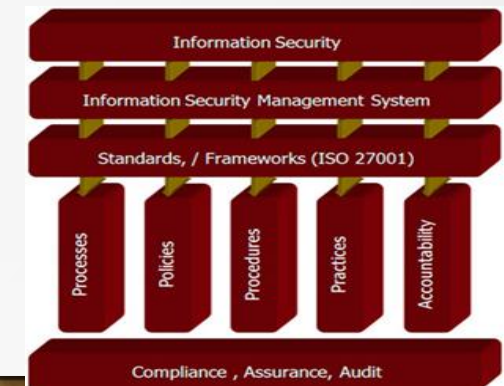 Information Security
Information Security Management System
Standards, / Frameworks (ISO 27001)
Processes
Policies
Procedures
Practices
Accountability
Compliance , Assurance, Audit